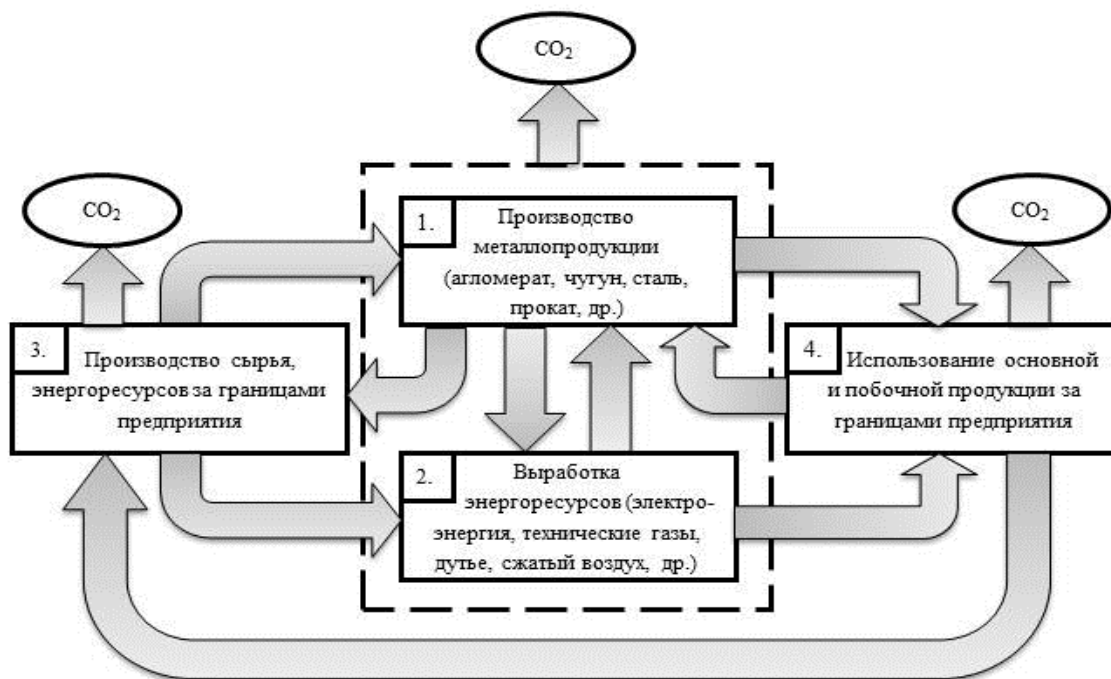 CO₂
CO₂
CO₂
1.
Производство
металлопродукции
(агломерат, чугун, сталь,
прокат, др.)
3.
Производство сырья,
энергоресурсов за границами
предприятия
4.
Использование основной
и побочной продукции за
границами предприятия
2.
Выработка
энергоресурсов (электро-
энергия, технические газы,
дутье, сжатый воздух, др.)